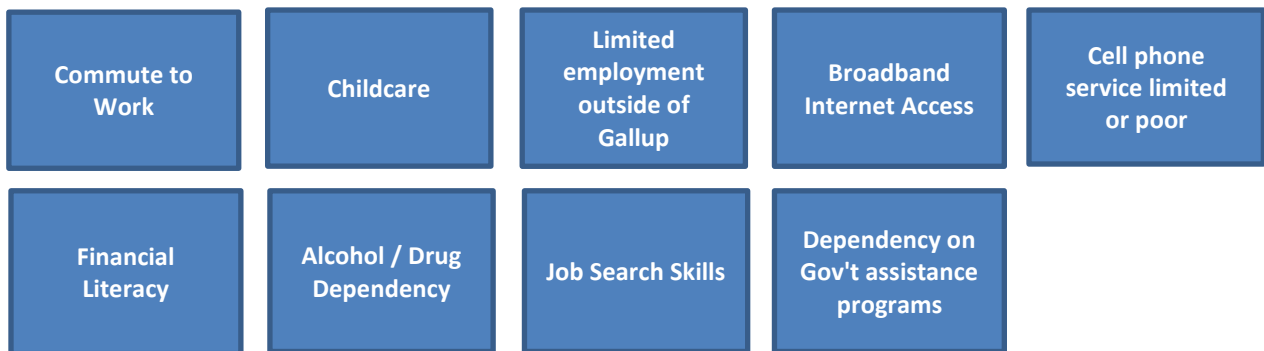 Commute to
Work
Childcare
Limited
employment
outside of
Gallup
Broadband
Internet Access
Cell phone
service limited
or poor
Financial
Literacy
Alcohol / Drug
Dependency
Job Search Skills
Dependency on
Gov't assistance
programs